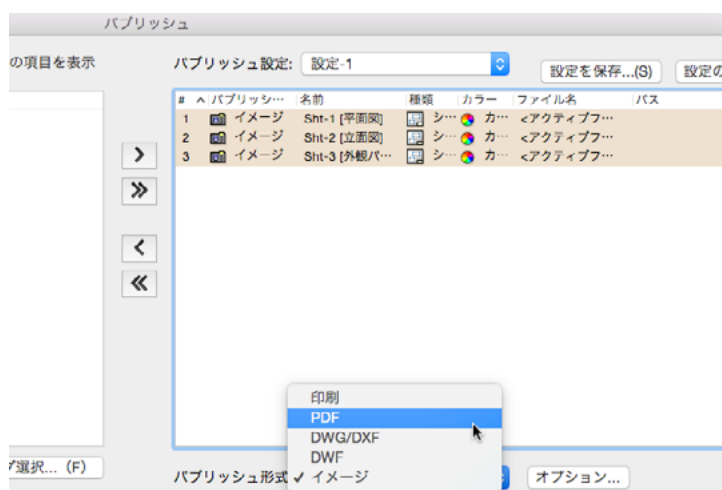 パブリッシュ
の項目を表示
パブリッシュ設定: 設定-1
設定を保存...(S) 設定の
# パブリッシ… 名前 種類 カラー ファイル名 パス
1 イメージ Sht-1 [平面図] シ… カ… <アクティブフ…
2 イメージ Sht-2 [立面図] シ… カ… <アクティブフ…
3 イメージ Sht-3 [外観パ… シ… カ… <アクティブフ…
印刷
PDF
DWG/DXF
DWF
✓ イメージ
選択... (F)
パブリッシュ形式
オプション...